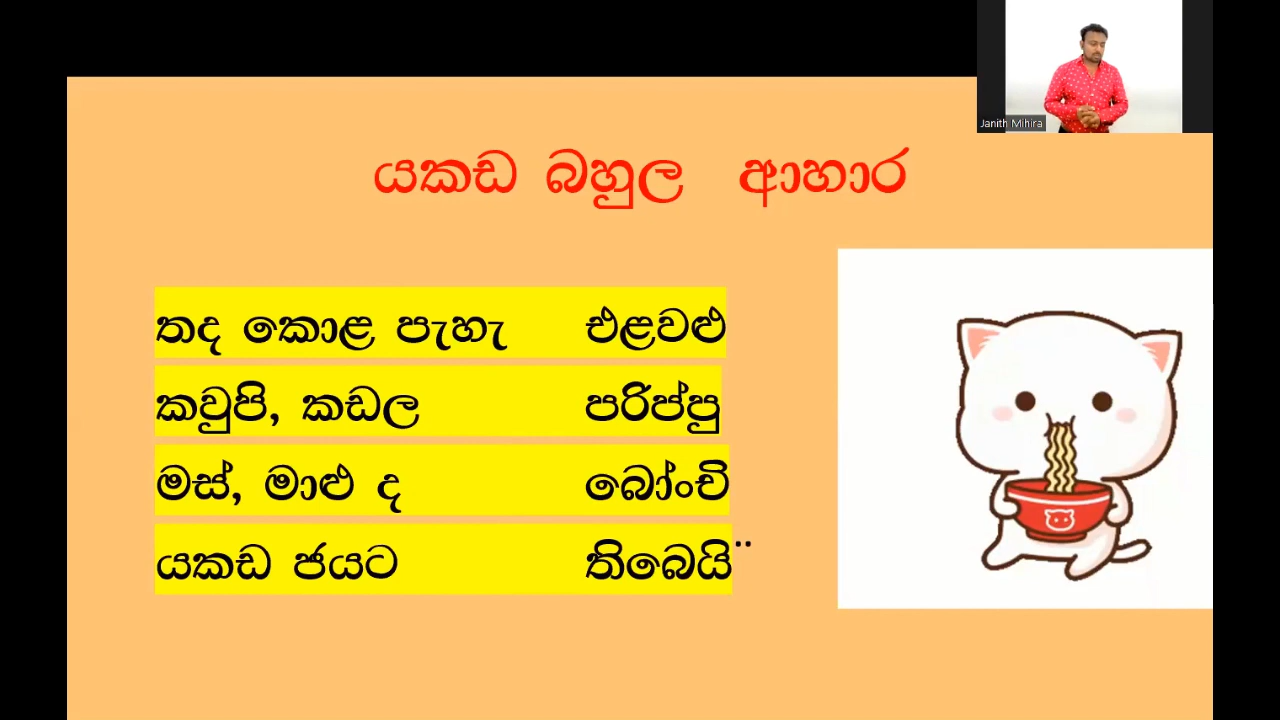 Janith Mihira
යකඩ බහුල ආහාර
තද කොළ පැහැ එළවළු
කවුපි, කඩල පරිප්පු
මස්, මාළු ද බෝංචි
යකඩ ජයට තිබෙයි¨